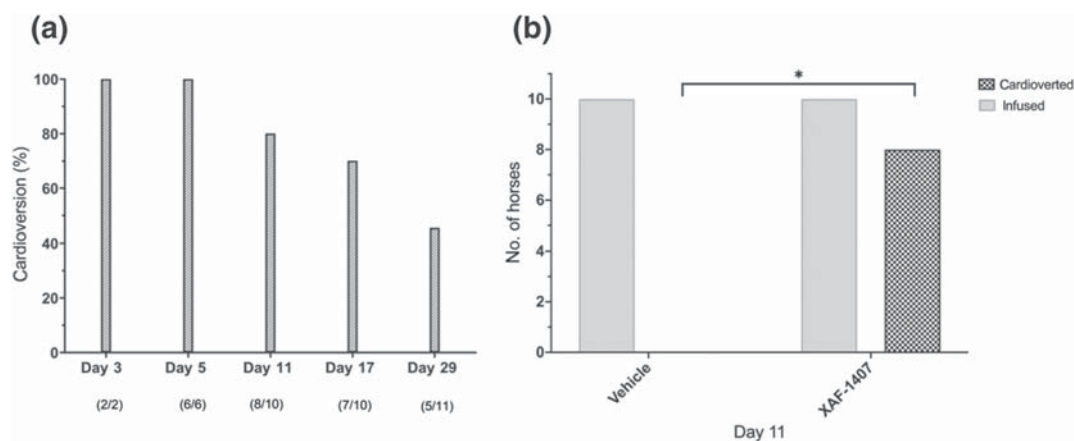 (a)
100
80
60
40
20
0
Cardioversion (%)
Day 3 Day 5 Day 11 Day 17 Day 29
(2/2) (6/6) (8/10) (7/10) (5/11)
(b)
*
10
8
6
4
2
0
No. of horses
Vehicle XAF-1407
Day 11
Cardioverted
Infused